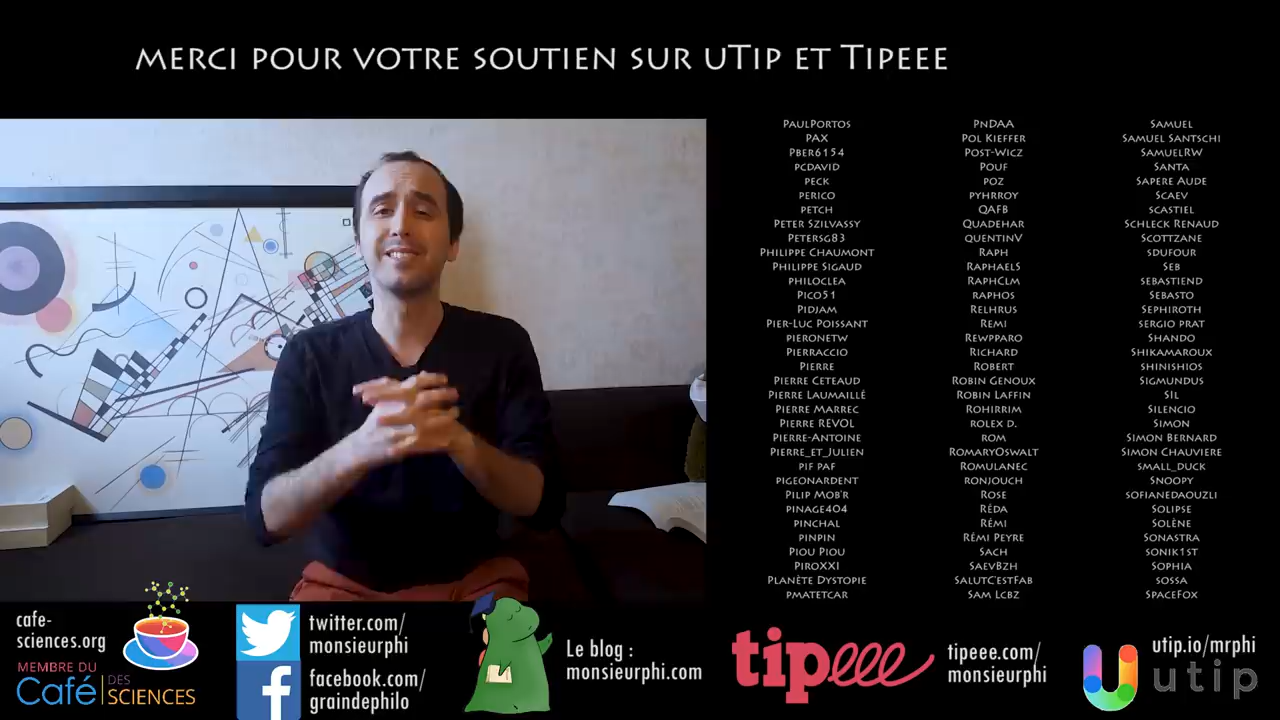 MERCI POUR VOTRE SOUTIEN SUR UTIP ET TIPEEE
PAULPORTOS
PAX
PBER6154
PCDAVID
PECK
PERICO
PETCH
PETER SZILVASSY
PETERSG83
PHILIPPE CHAUMONT
PHILIPPE SIGAUD
PHILOCLEA
PICO51
PIDJAM
PIER-LUC POISSANT
PIERONETW
PIERRACCIO
PIERRE
PIERRE CETEAUD
PIERRE LAUMAILLÉ
PIERRE MARREC
PIERRE REVOL
PIERRE-ANTOINE
PIERRE_ET_JULIEN
PIF PAF
PIGEONARDENT
PILIP MOB'R
PINAGE404
PINCHAL
PINPIN
PIOU PIOU
PIROXXI
PLANÈTE DYSTOPIE
PMATETCAR
PNDAA
POL KIEFFER
POST-WICZ
POUF
POZ
PYHRROY
QAFB
QUADEHAR
QUENTINV
RAPH
RAPHAELS
RAPHCLM
RAPHOS
RELHRUS
REMI
REWPPARO
RICHARD
ROBERT
ROBIN GENOUX
ROBIN LAFFIN
ROHIRRIM
ROLEX D.
ROM
ROMARYOSWALT
ROMULANEC
RONJOUCH
ROSE
RÉDA
RÉMI
RÉMI PEYRE
SACH
SAEVBZH
SALUTC'ESTFAB
SAM LCBZ
SAMUEL
SAMUEL SANTSCHI
SAMUELRW
SANTA
SAPERE AUDE
SCAEV
SCASTIEL
SCHLECK RENAUD
SCOTTZANE
SDUFOUR
SEB
SEBASTIEND
SEBASTO
SEPHIROTH
SERGIO PRAT
SHANDO
SHIKAMAROUX
SHINISHIOS
SIGMUNDUS
SIL
SILENCIO
SIMON
SIMON BERNARD
SIMON CHAUVIERE
SMALL_DUCK
SNOOPY
SOFIANEDAOUZLI
SOLIPSE
SOLÈNE
SONASTRA
SONIK1ST
SOPHIA
SOSSA
SPACEFOX
cafe-
sciences.org
MEMBRE DU
Café DES SCIENCES
twitter.com/
monsieurphi
facebook.com/
graindephilo
Le blog :
monsieurphi.com
tipeee
tipeee.com/
monsieurphi
utip.io/mrphi
utip